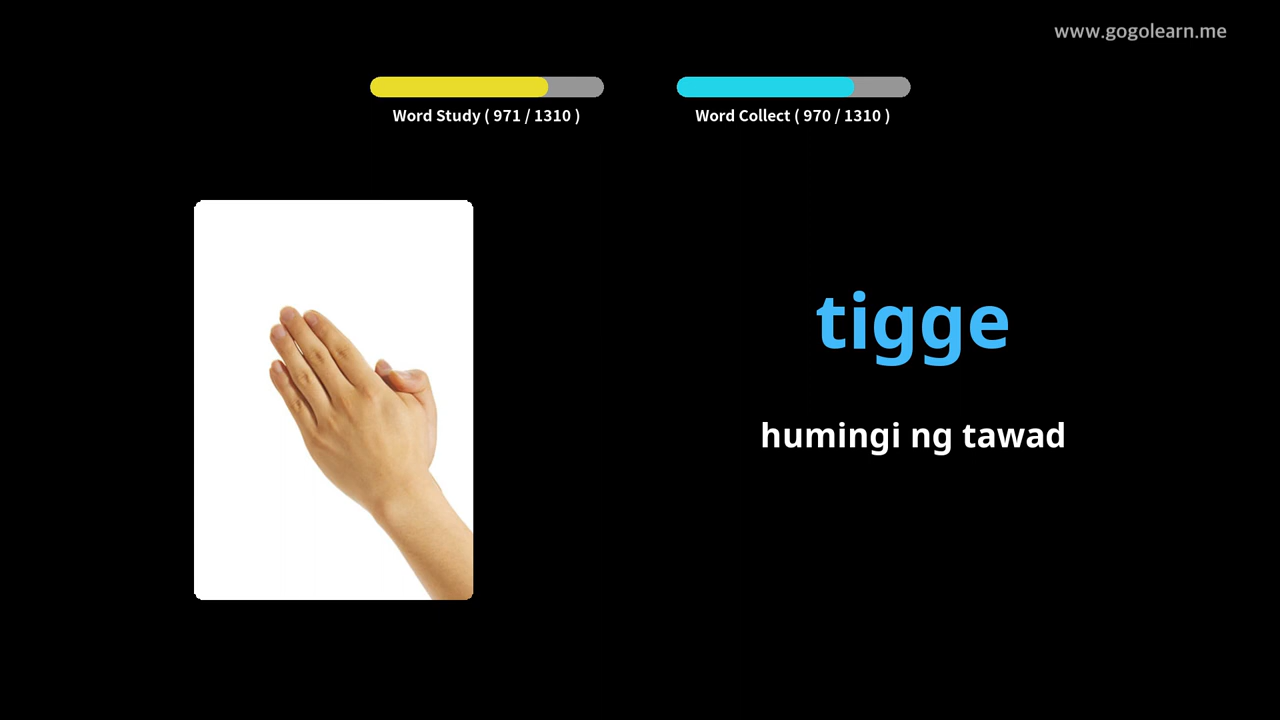 www.gogolearn.me
Word Study ( 971 / 1310 )
Word Collect ( 970 / 1310 )
tigge
humingi ng tawad